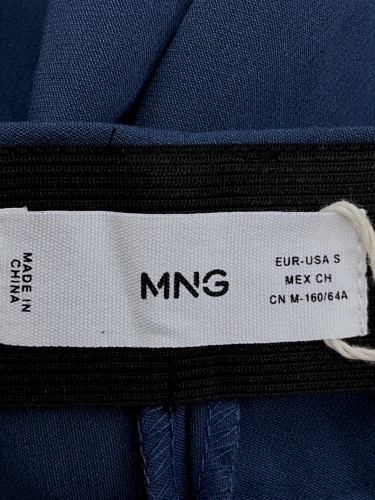 MADE IN
CHINA
MNG
EUR-USA S
MEX CH
CN M-160/64A